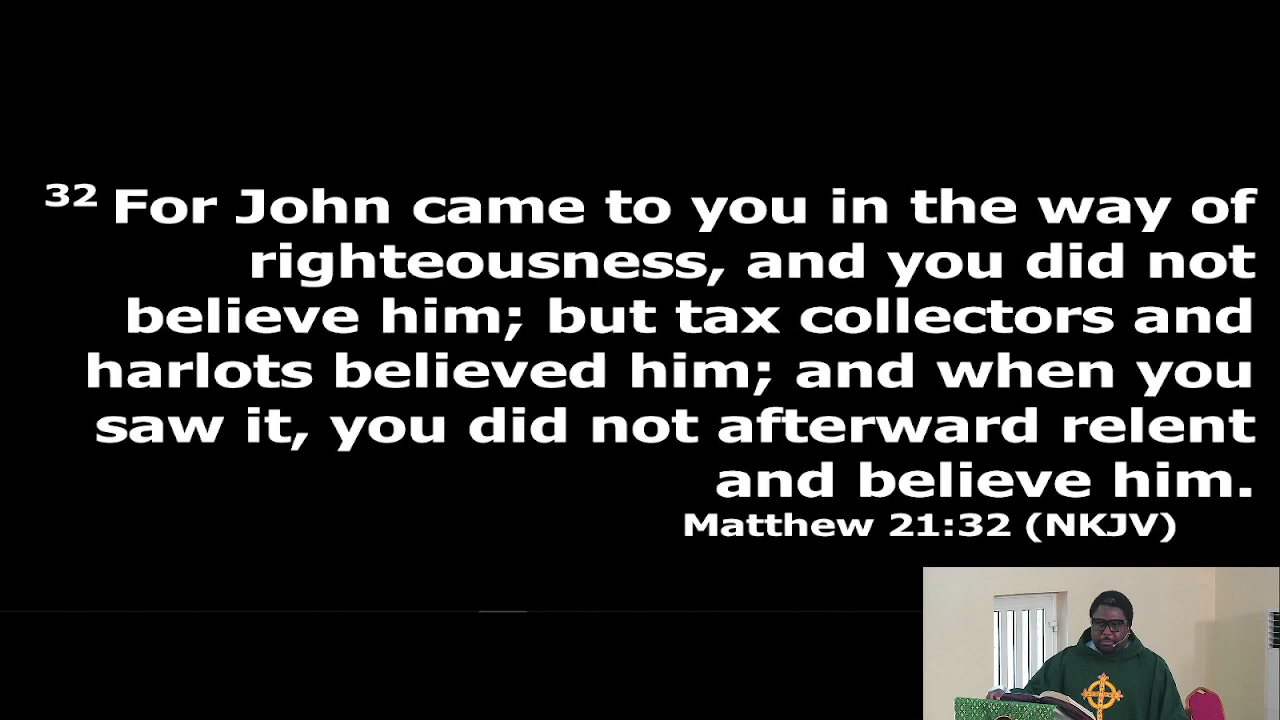 32 For John came to you in the way of
righteousness, and you did not
believe him; but tax collectors and
harlots believed him; and when you
saw it, you did not afterward relent
and believe him.
Matthew 21:32 (NKJV)